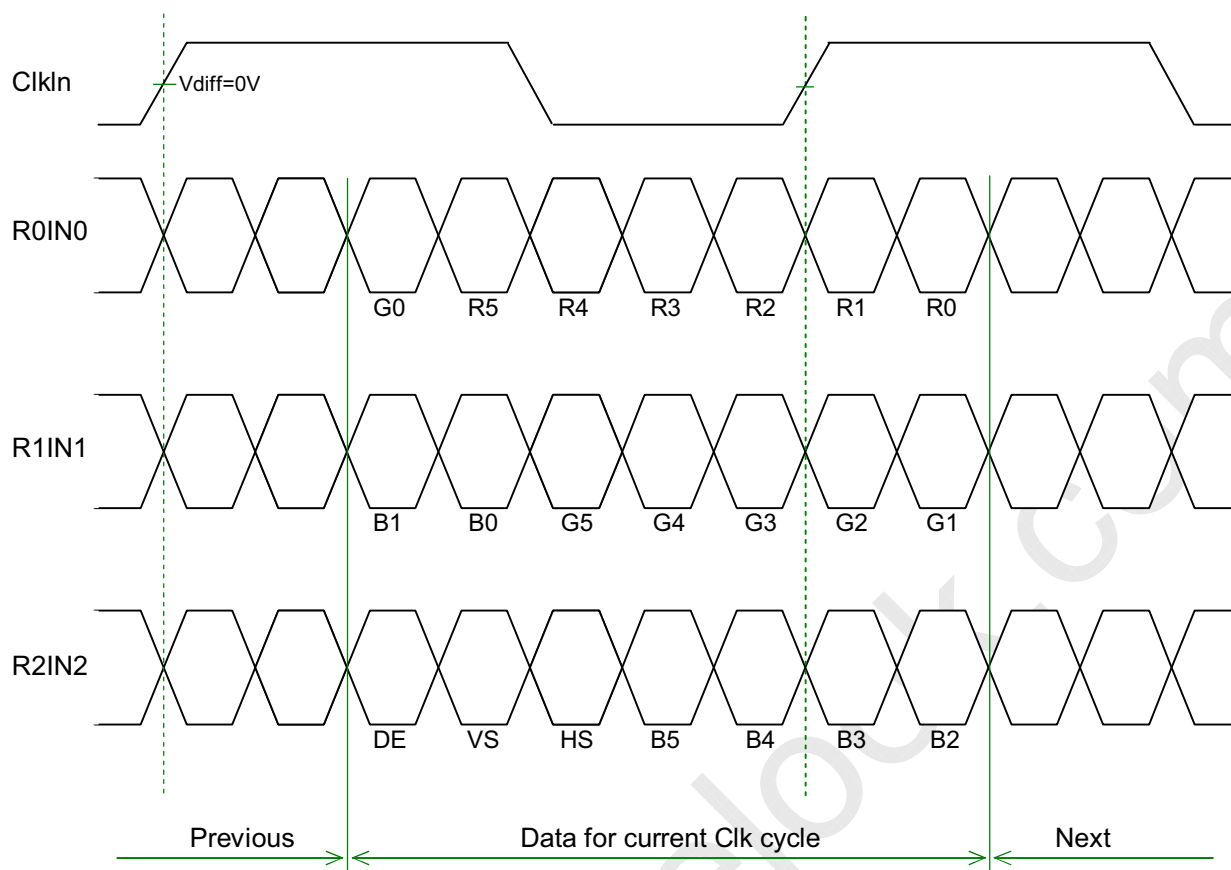 ClkIn
Vdiff=0V
R0IN0
G0 R5 R4 R3 R2 R1 R0
R1IN1
B1 B0 G5 G4 G3 G2 G1
R2IN2
DE VS HS B5 B4 B3 B2
Previous Data for current Clk cycle Next